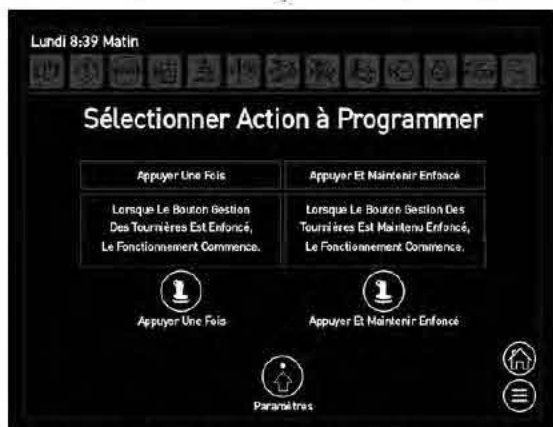 Lundi 8:39 Matin
Sélectionner Action à Programmer
Appuyer Une Fois
Appuyer Et Maintenir Enfoncé
Lorsque Le Bouton Gestion
Des Tournières Est Enfoncé,
Le Fonctionnement Commence.
Lorsque Le Bouton Gestion Des
Tournières Est Maintenu Enfoncé,
Le Fonctionnement Commence.
Appuyer Une Fois
Appuyer Et Maintenir Enfoncé
Paramètres